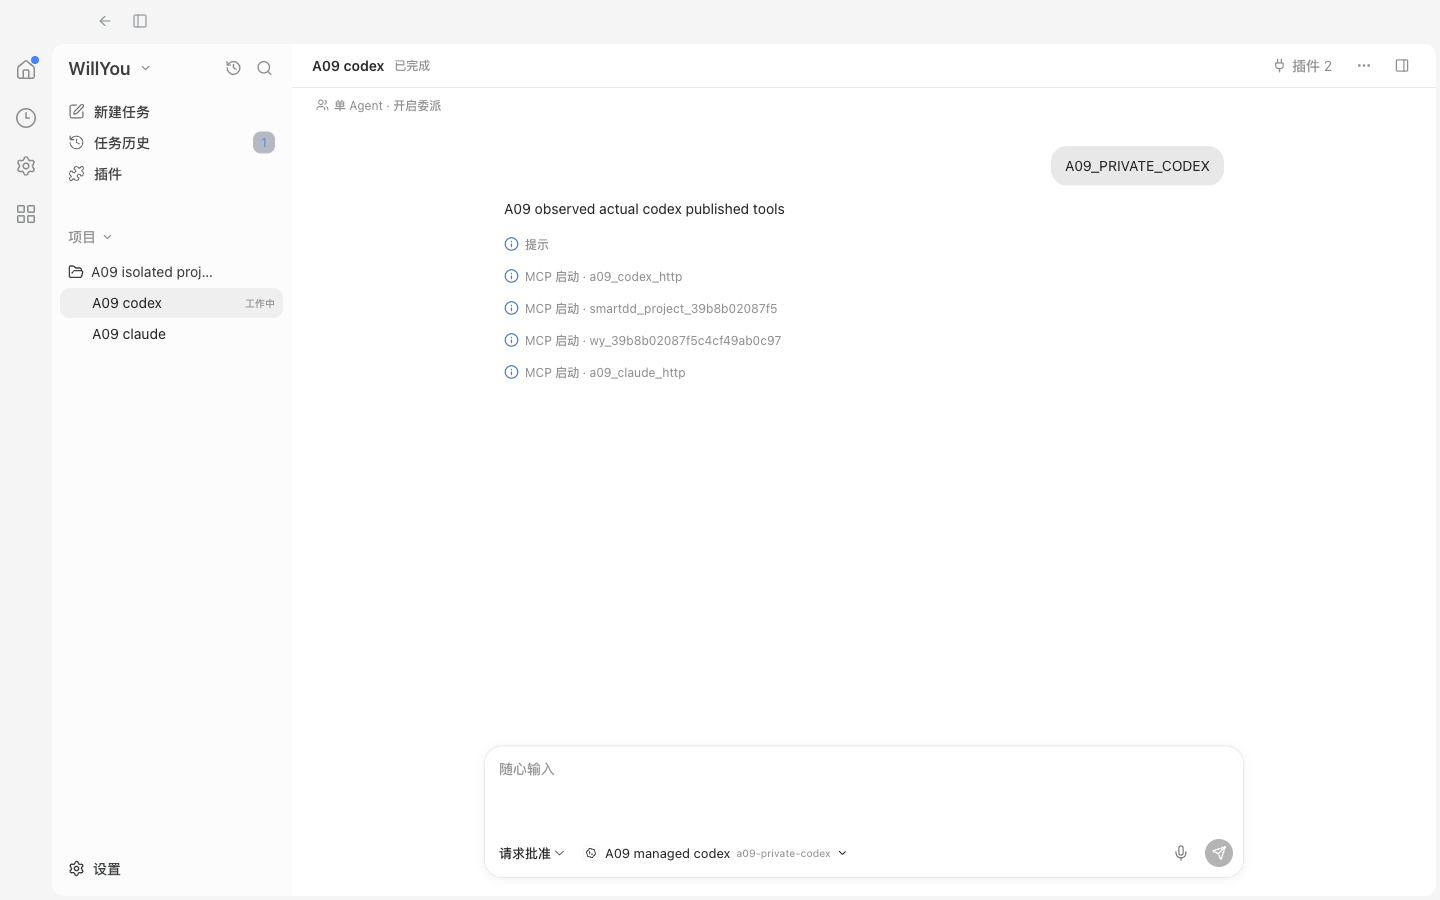 WillYou
新建任务
任务历史 1
插件
项目
A09 isolated proj...
A09 codex 工作中
A09 claude
设置
A09 codex 已完成
插件 2
单 Agent · 开启委派
A09_PRIVATE_CODEX
A09 observed actual codex published tools
提示
MCP 启动 · a09_codex_http
MCP 启动 · smartdd_project_39b8b02087f5
MCP 启动 · wy_39b8b02087f5c4cf49ab0c97
MCP 启动 · a09_claude_http
随心输入
请求批准 A09 managed codex a09-private-codex